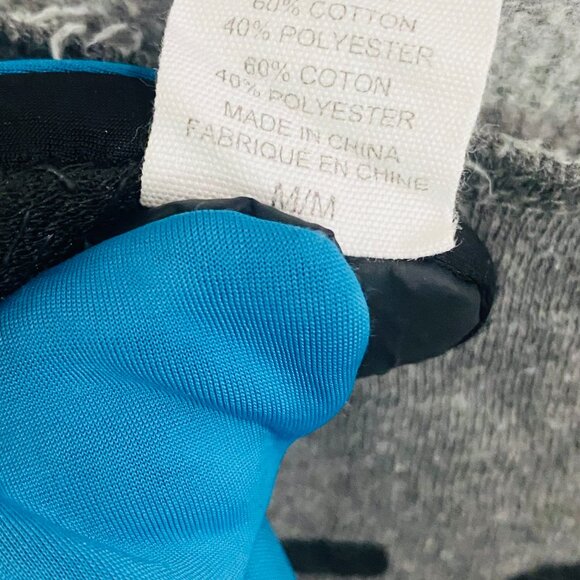 60% COTTON
40% POLYESTER
60% COTON
40% POLYESTER
MADE IN CHINA
FABRIQUE EN CHINE
M/M